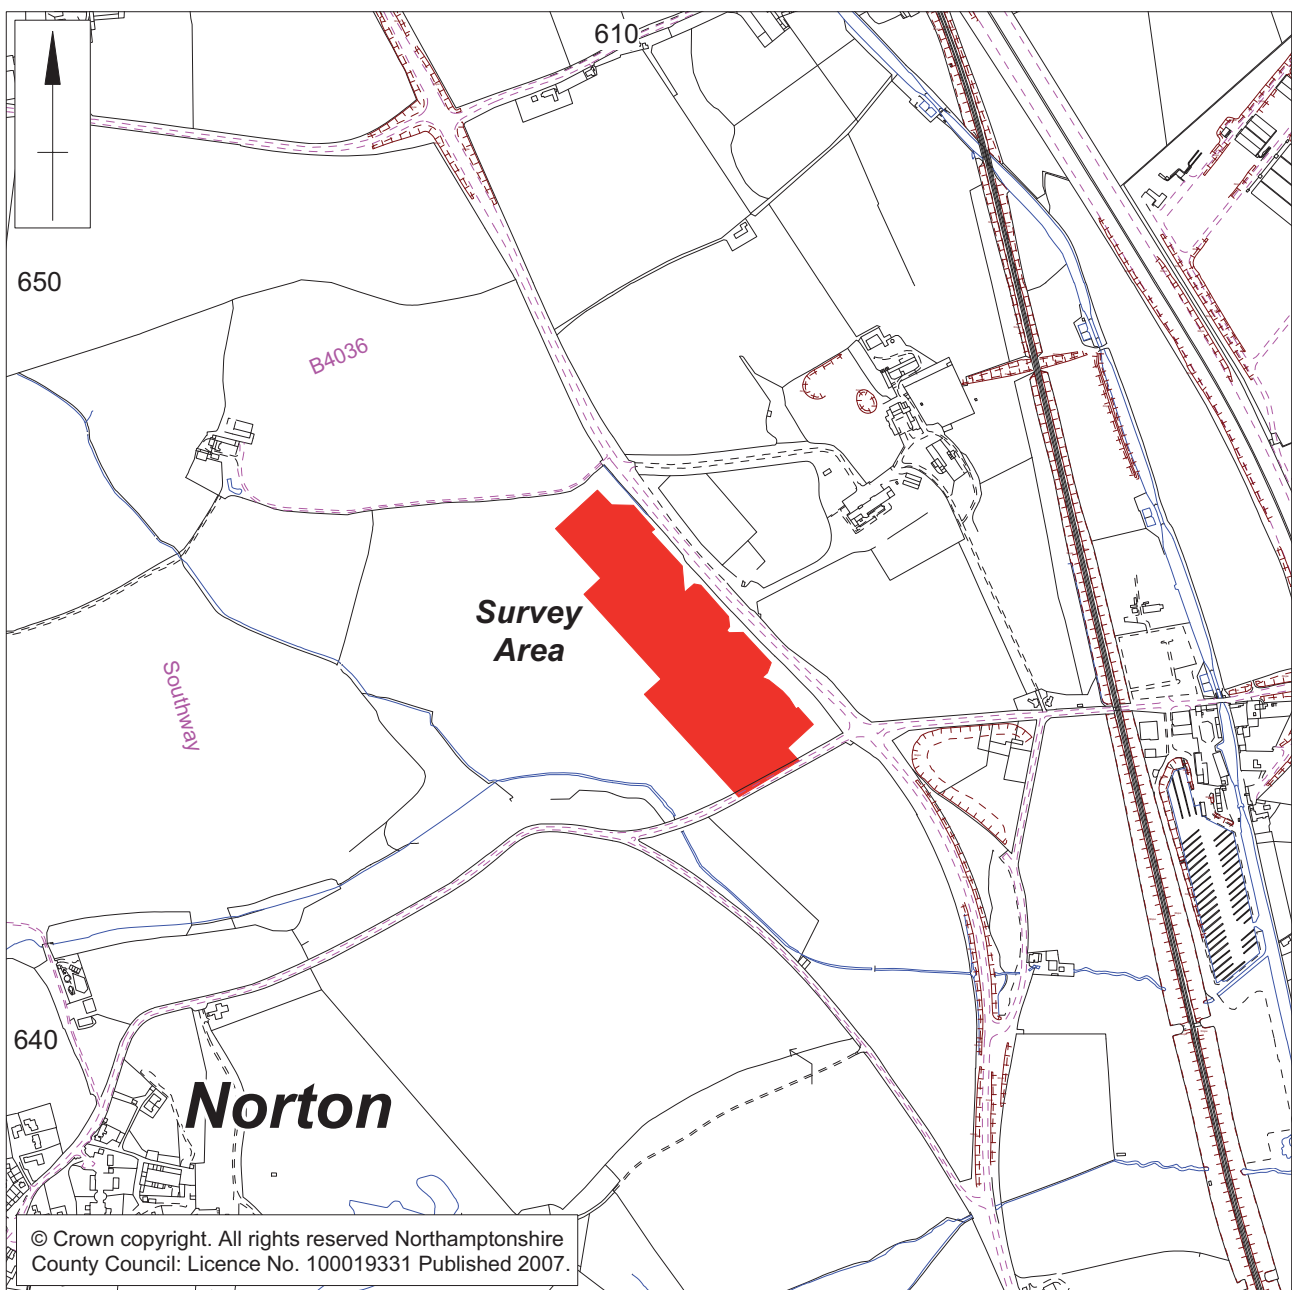 610
650
B4036
Survey
Area
Southway
640
Norton
© Crown copyright. All rights reserved Northamptonshire
County Council: Licence No. 100019331 Published 2007.